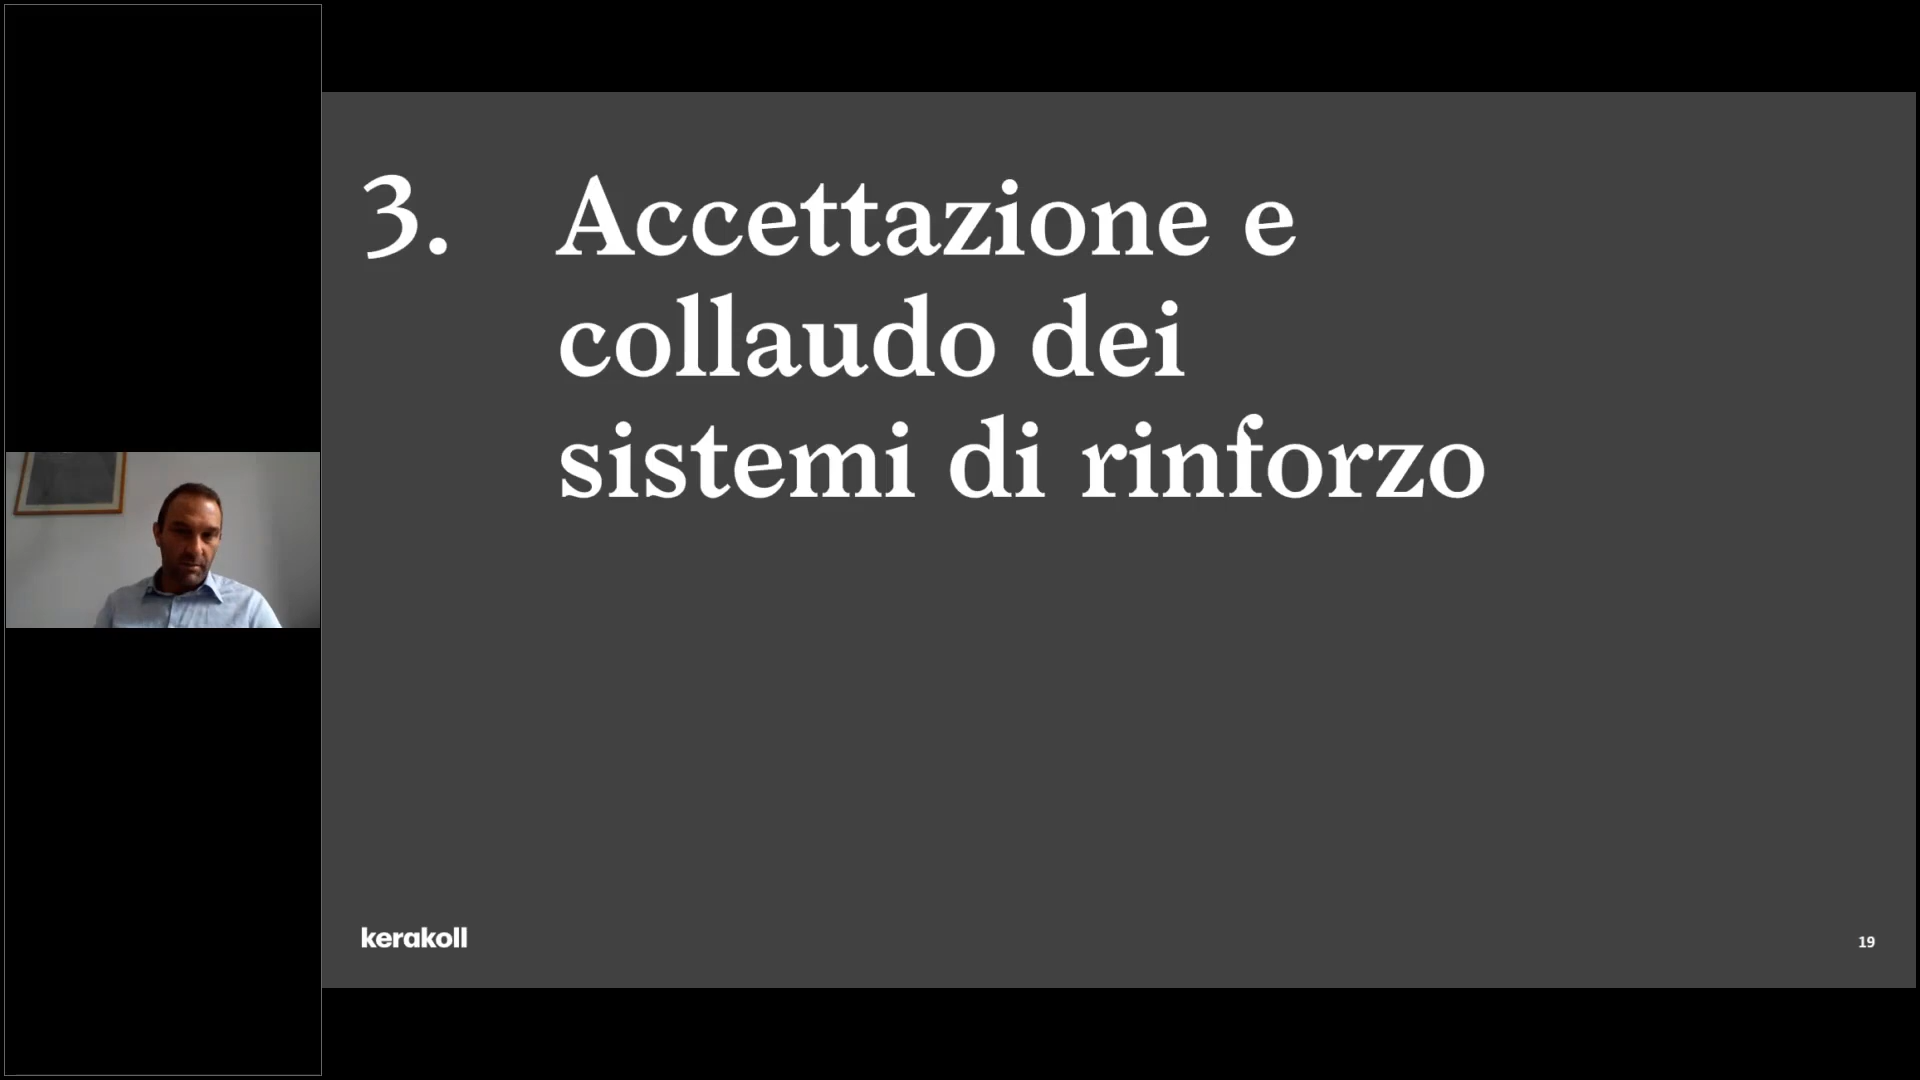 3. Accettazione e
collaudo dei
sistemi di rinforzo
kerakoll
19